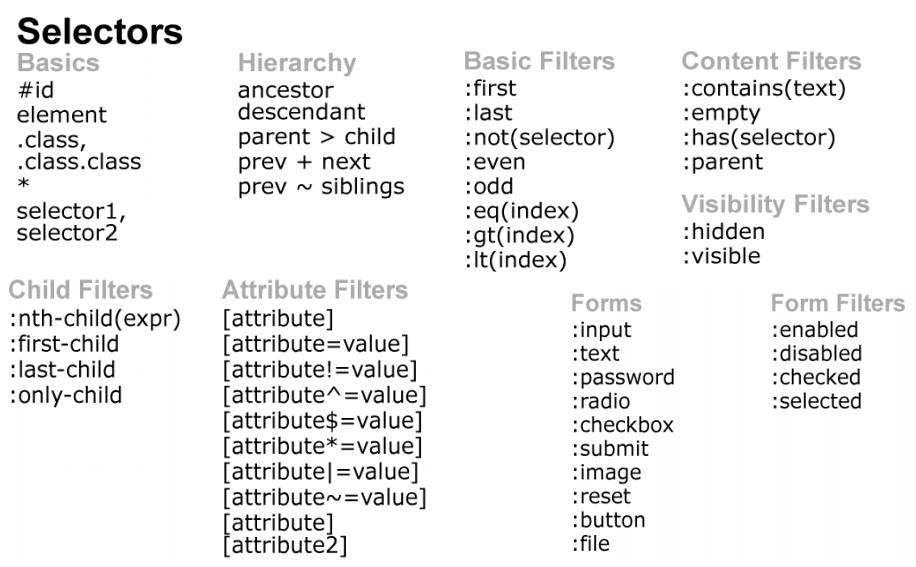 Selectors
Basics
#id
element
.class,
.class.class
*
selector1,
selector2
Hierarchy
ancestor
descendant
parent > child
prev + next
prev ~ siblings
Basic Filters
:first
:last
:not(selector)
:even
:odd
:eq(index)
:gt(index)
:lt(index)
Content Filters
:contains(text)
:empty
:has(selector)
:parent
Visibility Filters
:hidden
:visible
Child Filters
:nth-child(expr)
:first-child
:last-child
:only-child
Attribute Filters
[attribute]
[attribute=value]
[attribute!=value]
[attribute^=value]
[attribute$=value]
[attribute*=value]
[attribute|=value]
[attribute~=value]
[attribute]
[attribute2]
Forms
:input
:text
:password
:radio
:checkbox
:submit
:image
:reset
:button
:file
Form Filters
:enabled
:disabled
:checked
:selected